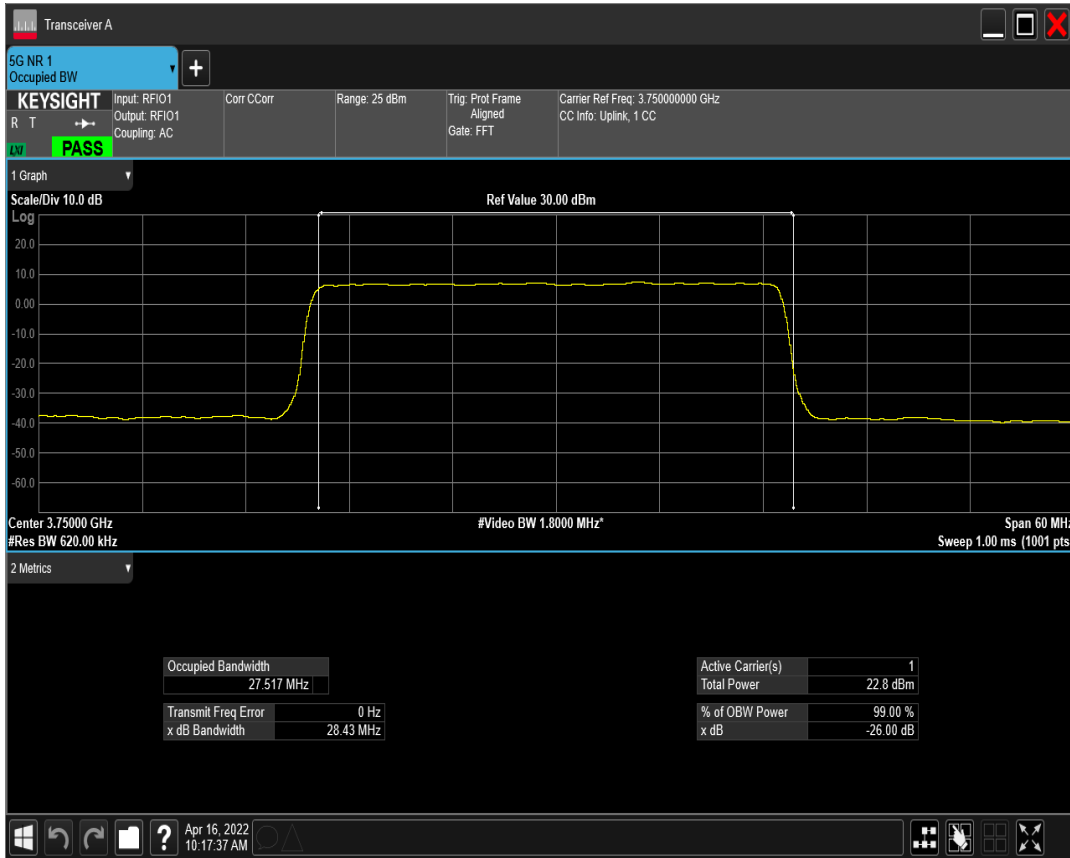 Transceiver A
5G NR 1
Occupied BW
+
KEYSIGHT
R T
LXI
PASS
Input: RFIO1
Output: RFIO1
Coupling: AC
Corr CCorr
Range: 25 dBm
Trig: Prot Frame
Aligned
Gate: FFT
Carrier Ref Freq: 3.750000000 GHz
CC Info: Uplink, 1 CC
1 Graph
Scale/Div 10.0 dB
Ref Value 30.00 dBm
Log
20.0
10.0
0.00
-10.0
-20.0
-30.0
-40.0
-50.0
-60.0
Center 3.75000 GHz
#Video BW 1.8000 MHz*
Span 60 MHz
#Res BW 620.00 kHz
Sweep 1.00 ms (1001 pts
2 Metrics
Occupied Bandwidth
27.517 MHz
Transmit Freq Error 0 Hz
x dB Bandwidth 28.43 MHz
Active Carrier(s) 1
Total Power 22.8 dBm
% of OBW Power 99.00 %
x dB -26.00 dB
?
Apr 16, 2022
10:17:37 AM